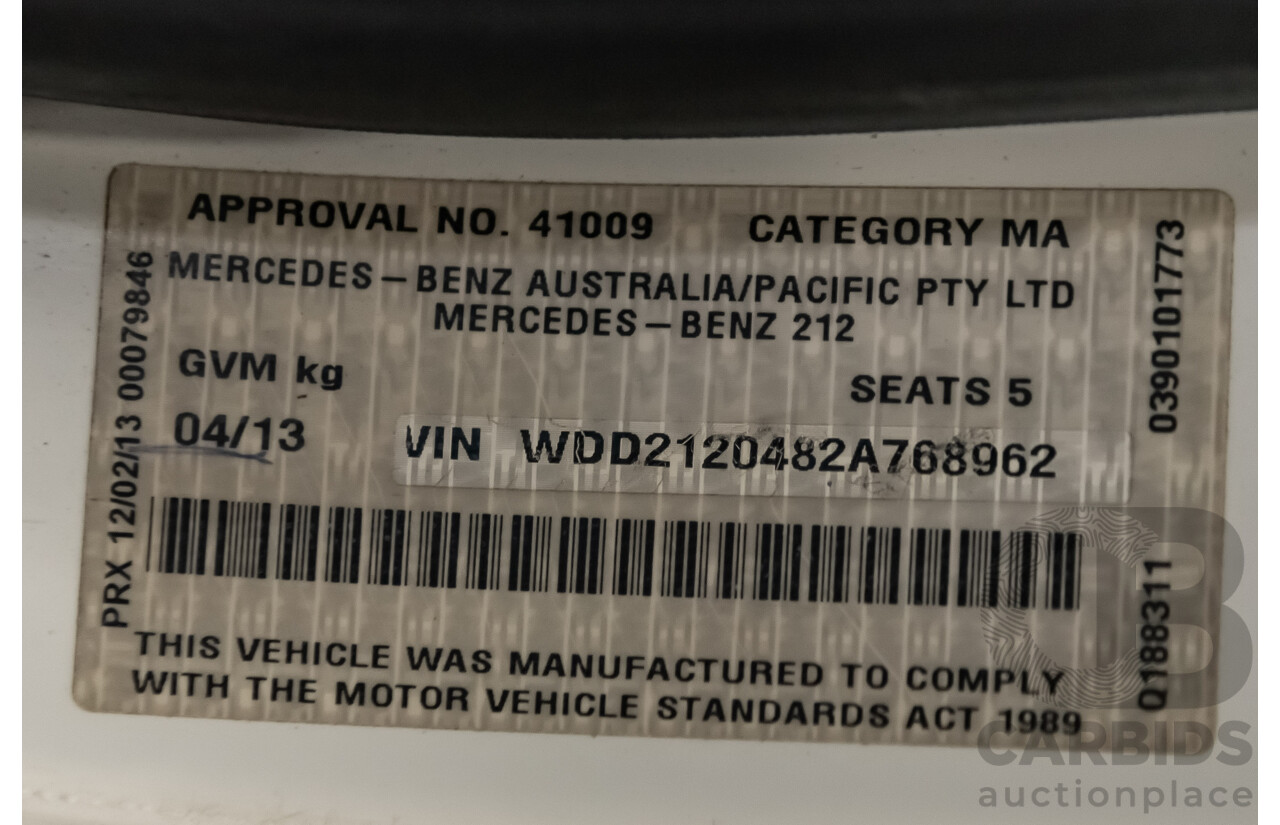 APPROVAL NO. 41009 CATEGORY MA
MERCEDES-BENZ AUSTRALIA/PACIFIC PTY LTD
MERCEDES-BENZ 212
GVM kg
SEATS 5
04/13 VIN WDD2120482A768962
THIS VEHICLE WAS MANUFACTURED TO COMPLY
WITH THE MOTOR VEHICLE STANDARDS ACT 1989
PRX 12/02/13 00079846
0390101773
Q188311
CARBIDS
auctionplace